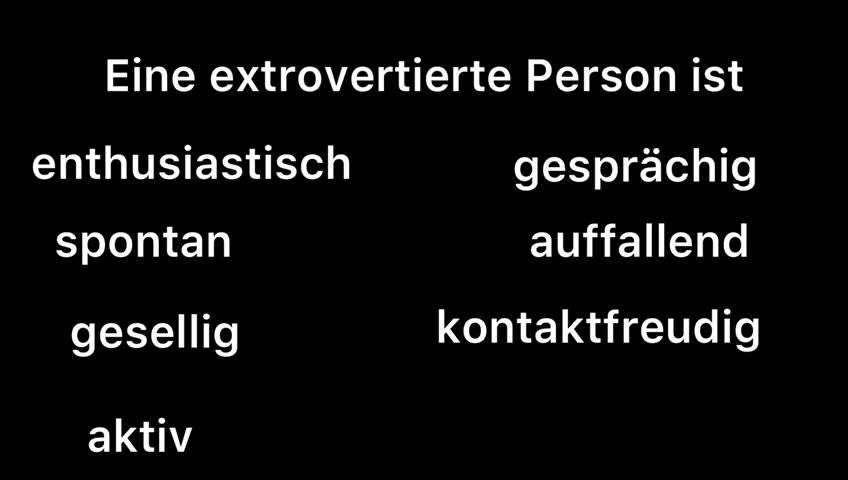 Eine extrovertierte Person ist
enthusiastisch
gesprächig
spontan
auffallend
gesellig
kontaktfreudig
aktiv